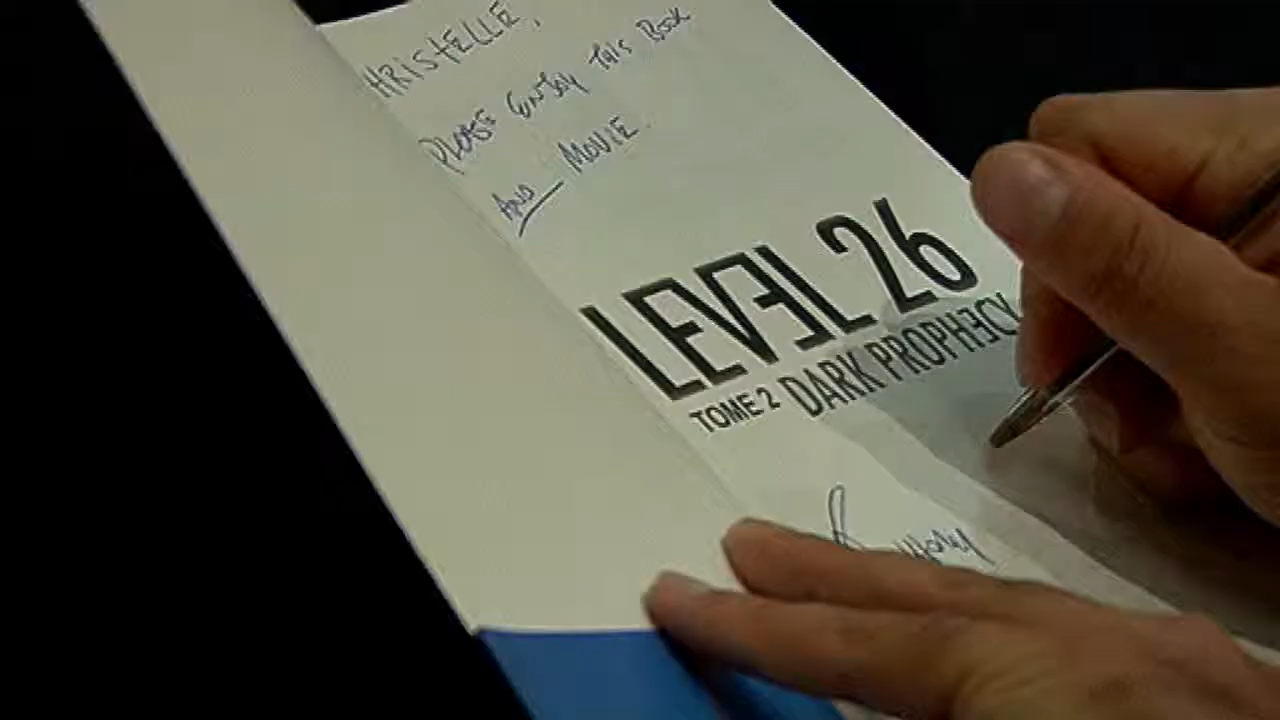 HRISTELLE,
PLEASE ENJOY THIS BOOK
AND MOVIE.
LEVEL 26
TOME 2 DARK PROPHECY